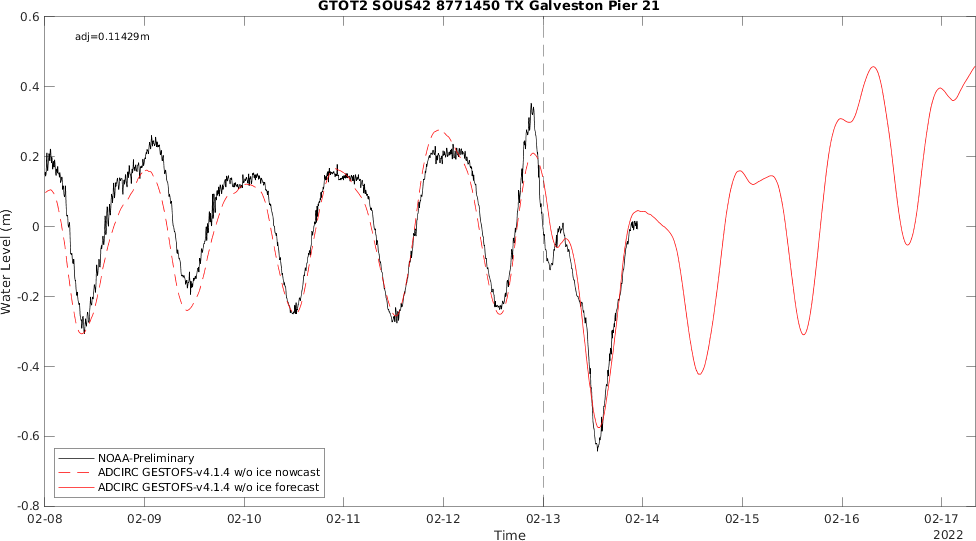 GTOT2 SOUS42 8771450 TX Galveston Pier 21
adj=0.11429m
0.6
0.4
0.2
0
-0.2
-0.4
-0.6
-0.8
Water Level (m)
NOAA-Preliminary
ADCIRC GESTOFS-v4.1.4 w/o ice nowcast
ADCIRC GESTOFS-v4.1.4 w/o ice forecast
02-08 02-09 02-10 02-11 02-12 02-13 02-14 02-15 02-16 02-17
Time
2022